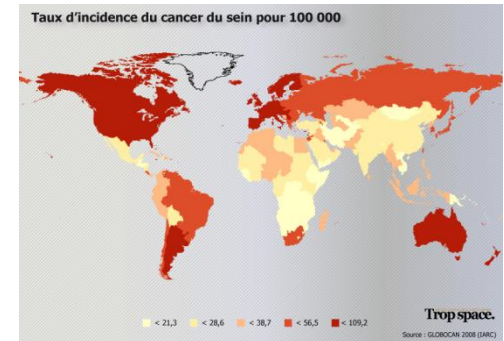 Taux d'incidence du cancer du sein pour 100 000
< 21,3 < 28,6 < 38,7 < 56,5 < 109,2
Trop space.
Source : GLOBOCAN 2008 (IARC)